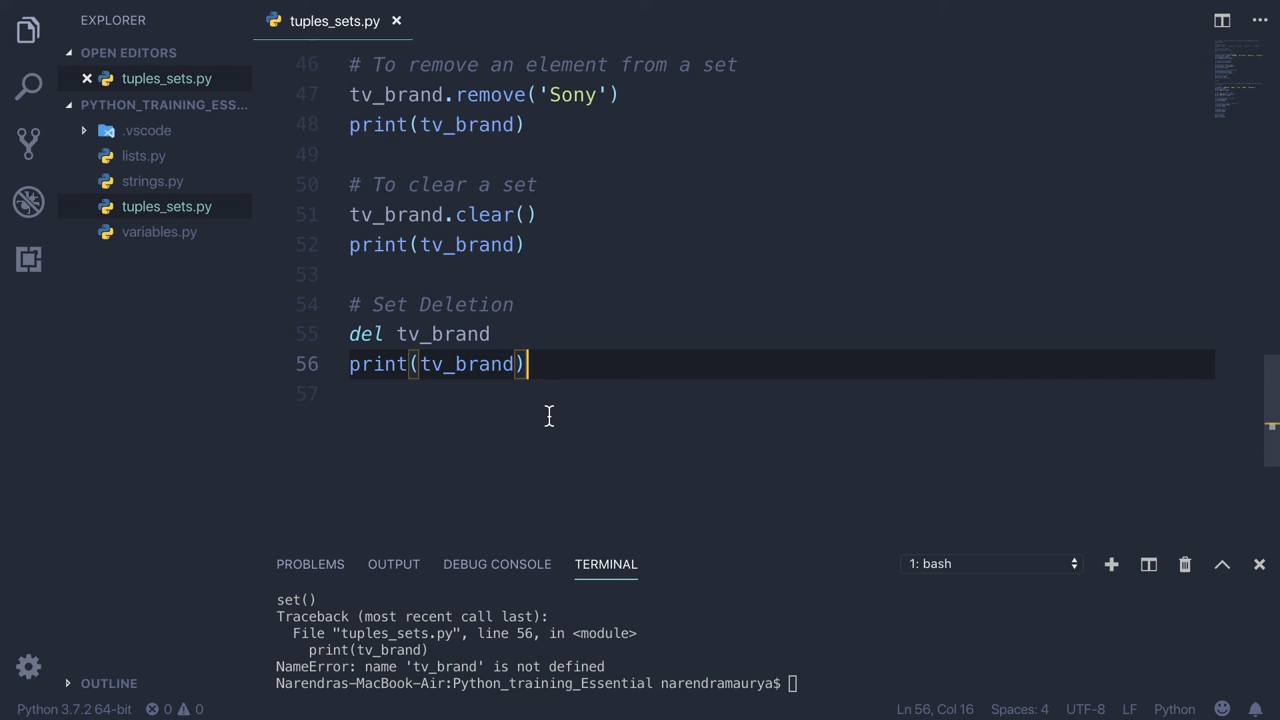 EXPLORER
OPEN EDITORS
tuples_sets.py
PYTHON_TRAINING_ESS...
.vscode
lists.py
strings.py
tuples_sets.py
variables.py
OUTLINE
tuples_sets.py
46 # To remove an element from a set
47 tv_brand.remove('Sony')
48 print(tv_brand)
49
50 # To clear a set
51 tv_brand.clear()
52 print(tv_brand)
53
54 # Set Deletion
55 del tv_brand
56 print(tv_brand)
57
PROBLEMS OUTPUT DEBUG CONSOLE TERMINAL 1: bash
set()
Traceback (most recent call last):
File "tuples_sets.py", line 56, in <module>
print(tv_brand)
NameError: name 'tv_brand' is not defined
Narendras-MacBook-Air:Python_training_Essential narendramaurya$
Python 3.7.2 64-bit 0 0 Ln 56, Col 16 Spaces: 4 UTF-8 LF Python